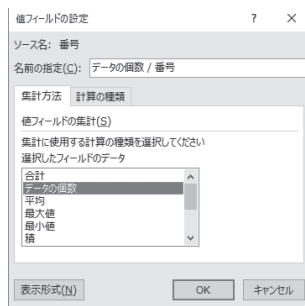 値フィールドの設定 ? ×
ソース名: 番号
名前の指定(C): データの個数 / 番号
集計方法 計算の種類
値フィールドの集計(S)
集計に使用する計算の種類を選択してください
選択したフィールドのデータ
合計
データの個数
平均
最大値
最小値
積
表示形式(N) OK キャンセル